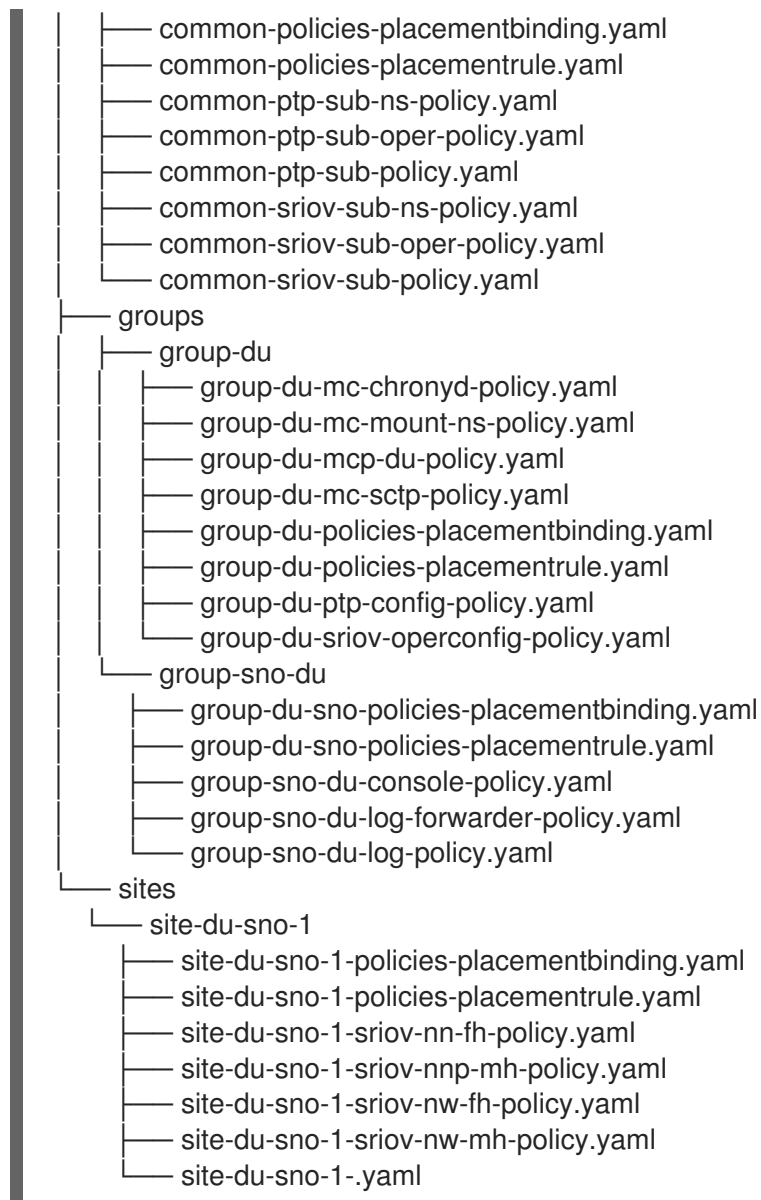 common-policies-placementbinding.yaml
common-policies-placementrule.yaml
common-ptp-sub-ns-policy.yaml
common-ptp-sub-oper-policy.yaml
common-ptp-sub-policy.yaml
common-sriov-sub-ns-policy.yaml
common-sriov-sub-oper-policy.yaml
common-sriov-sub-policy.yaml
groups
group-du
group-du-mc-chronyd-policy.yaml
group-du-mc-mount-ns-policy.yaml
group-du-mcp-du-policy.yaml
group-du-mc-sctp-policy.yaml
group-du-policies-placementbinding.yaml
group-du-policies-placementrule.yaml
group-du-ptp-config-policy.yaml
group-du-sriov-operconfig-policy.yaml
group-sno-du
group-du-sno-policies-placementbinding.yaml
group-du-sno-policies-placementrule.yaml
group-sno-du-console-policy.yaml
group-sno-du-log-forwarder-policy.yaml
group-sno-du-log-policy.yaml
sites
site-du-sno-1
site-du-sno-1-policies-placementbinding.yaml
site-du-sno-1-policies-placementrule.yaml
site-du-sno-1-sriov-nn-fh-policy.yaml
site-du-sno-1-sriov-nnp-mh-policy.yaml
site-du-sno-1-sriov-nw-fh-policy.yaml
site-du-sno-1-sriov-nw-mh-policy.yaml
site-du-sno-1-.yaml